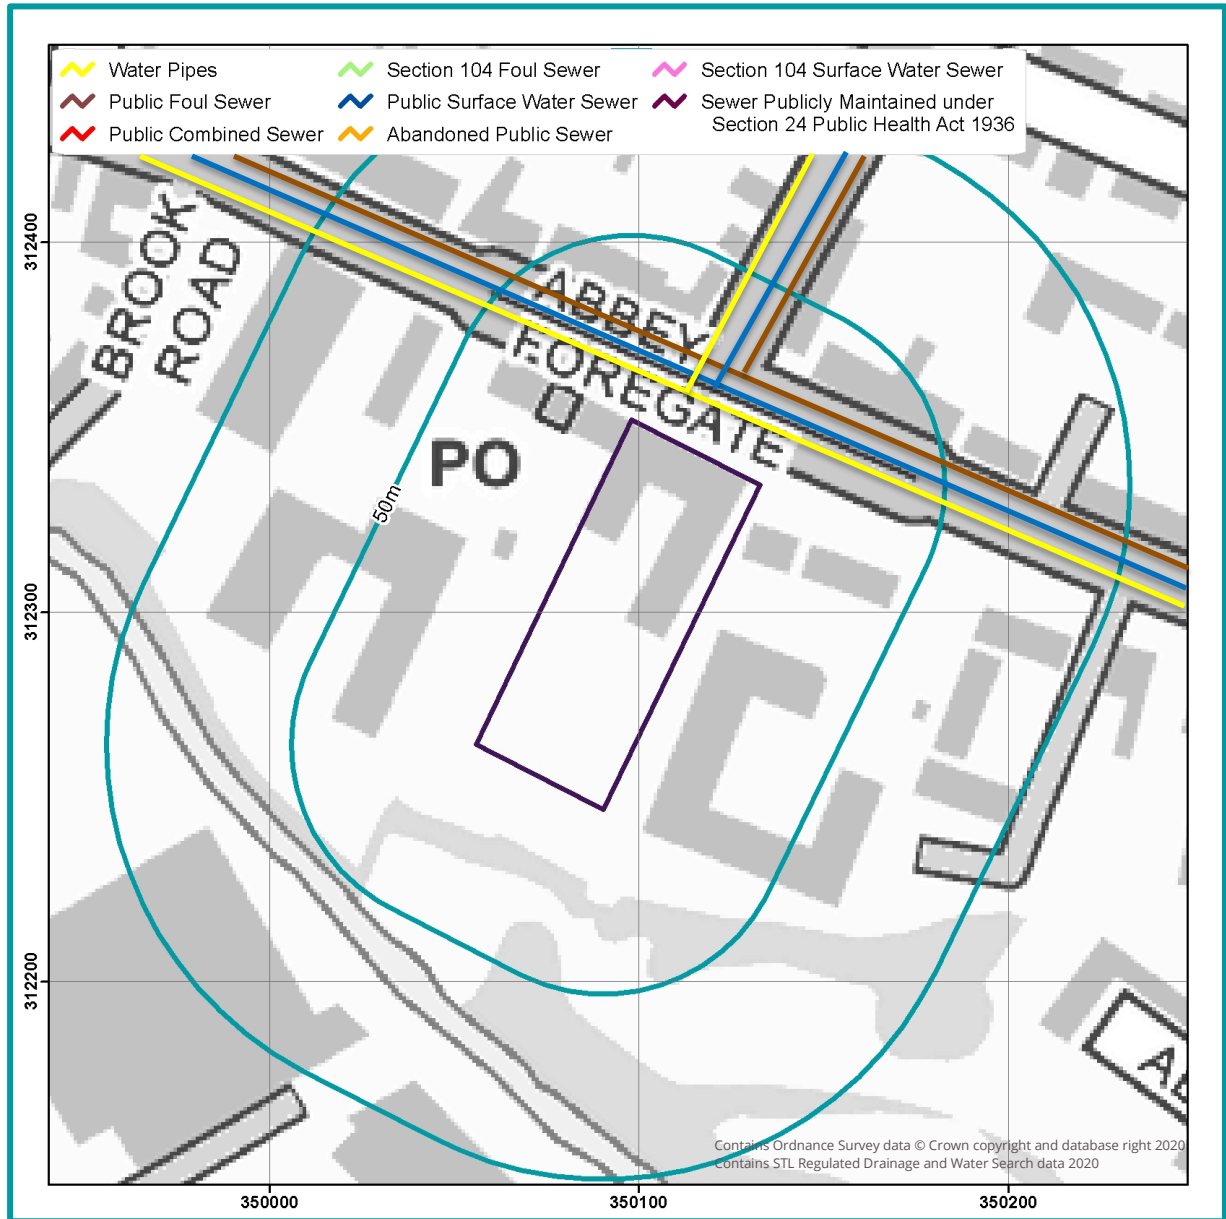 Water Pipes
Public Foul Sewer
Public Combined Sewer
Section 104 Foul Sewer
Public Surface Water Sewer
Abandoned Public Sewer
Section 104 Surface Water Sewer
Sewer Publicly Maintained under
Section 24 Public Health Act 1936
312400
312300
312200
BROOK
ROAD
ABBEY
FOREGATE
PO
50m
Contains Ordnance Survey data © Crown copyright and database right 2020
Contains STL Regulated Drainage and Water Search data 2020
350000
350100
350200